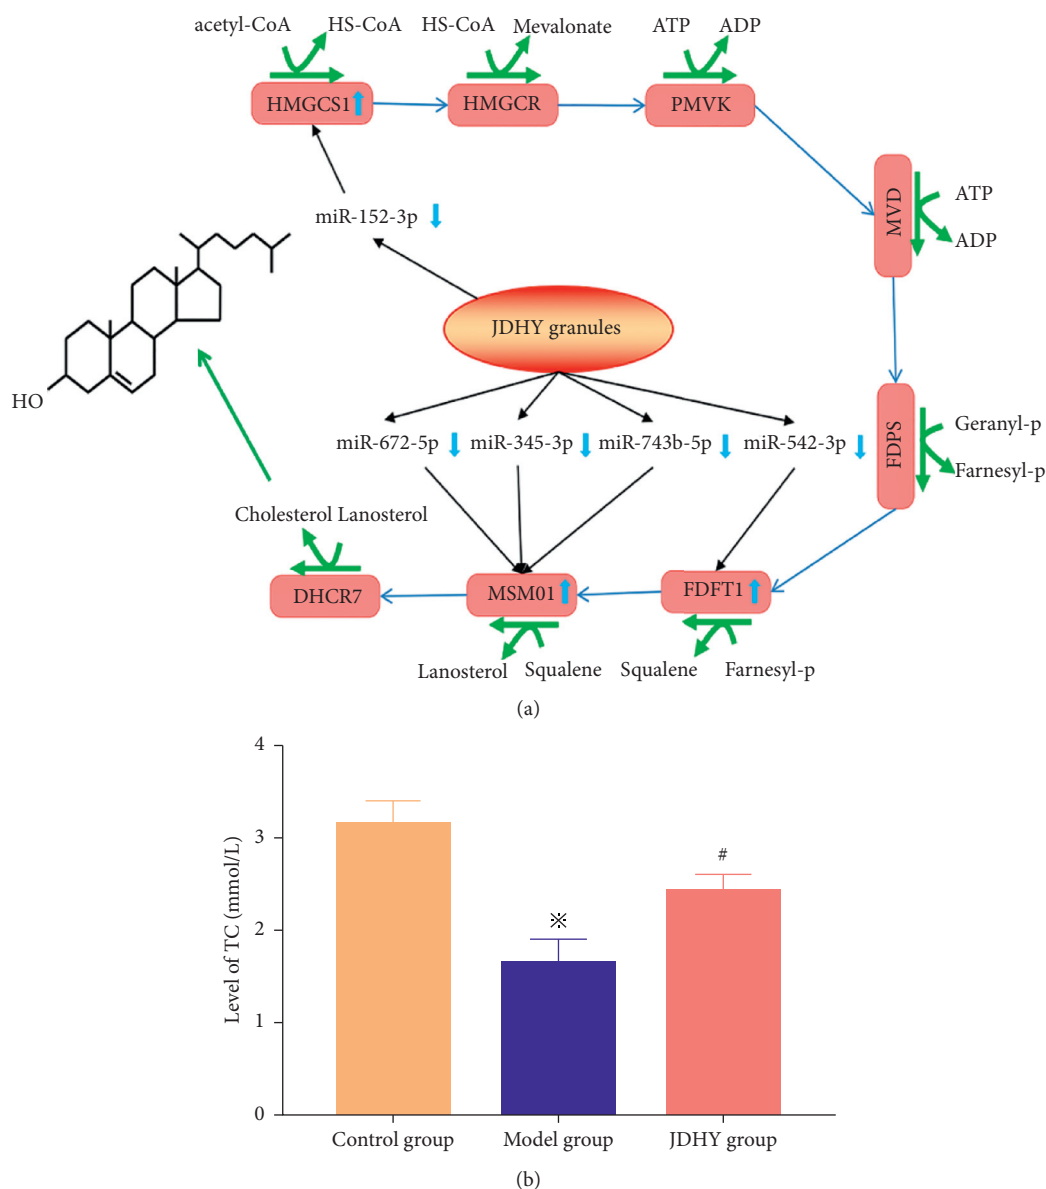 acetyl-CoA HS-CoA HS-CoA Mevalonate ATP ADP
HMGCS1 HMGCR PMVK
MVD
ATP
ADP
miR-152-3p
JDHY granules
HO
miR-672-5p miR-345-3p miR-743b-5p miR-542-3p
FDPS
Geranyl-p
Farnesyl-p
Cholesterol Lanosterol
DHCR7 MSM01 FDFT1
Lanosterol Squalene Squalene Farnesyl-p
(a)
Level of TC (mmol/L)
4
3
2
1
0
※
#
Control group Model group JDHY group
(b)